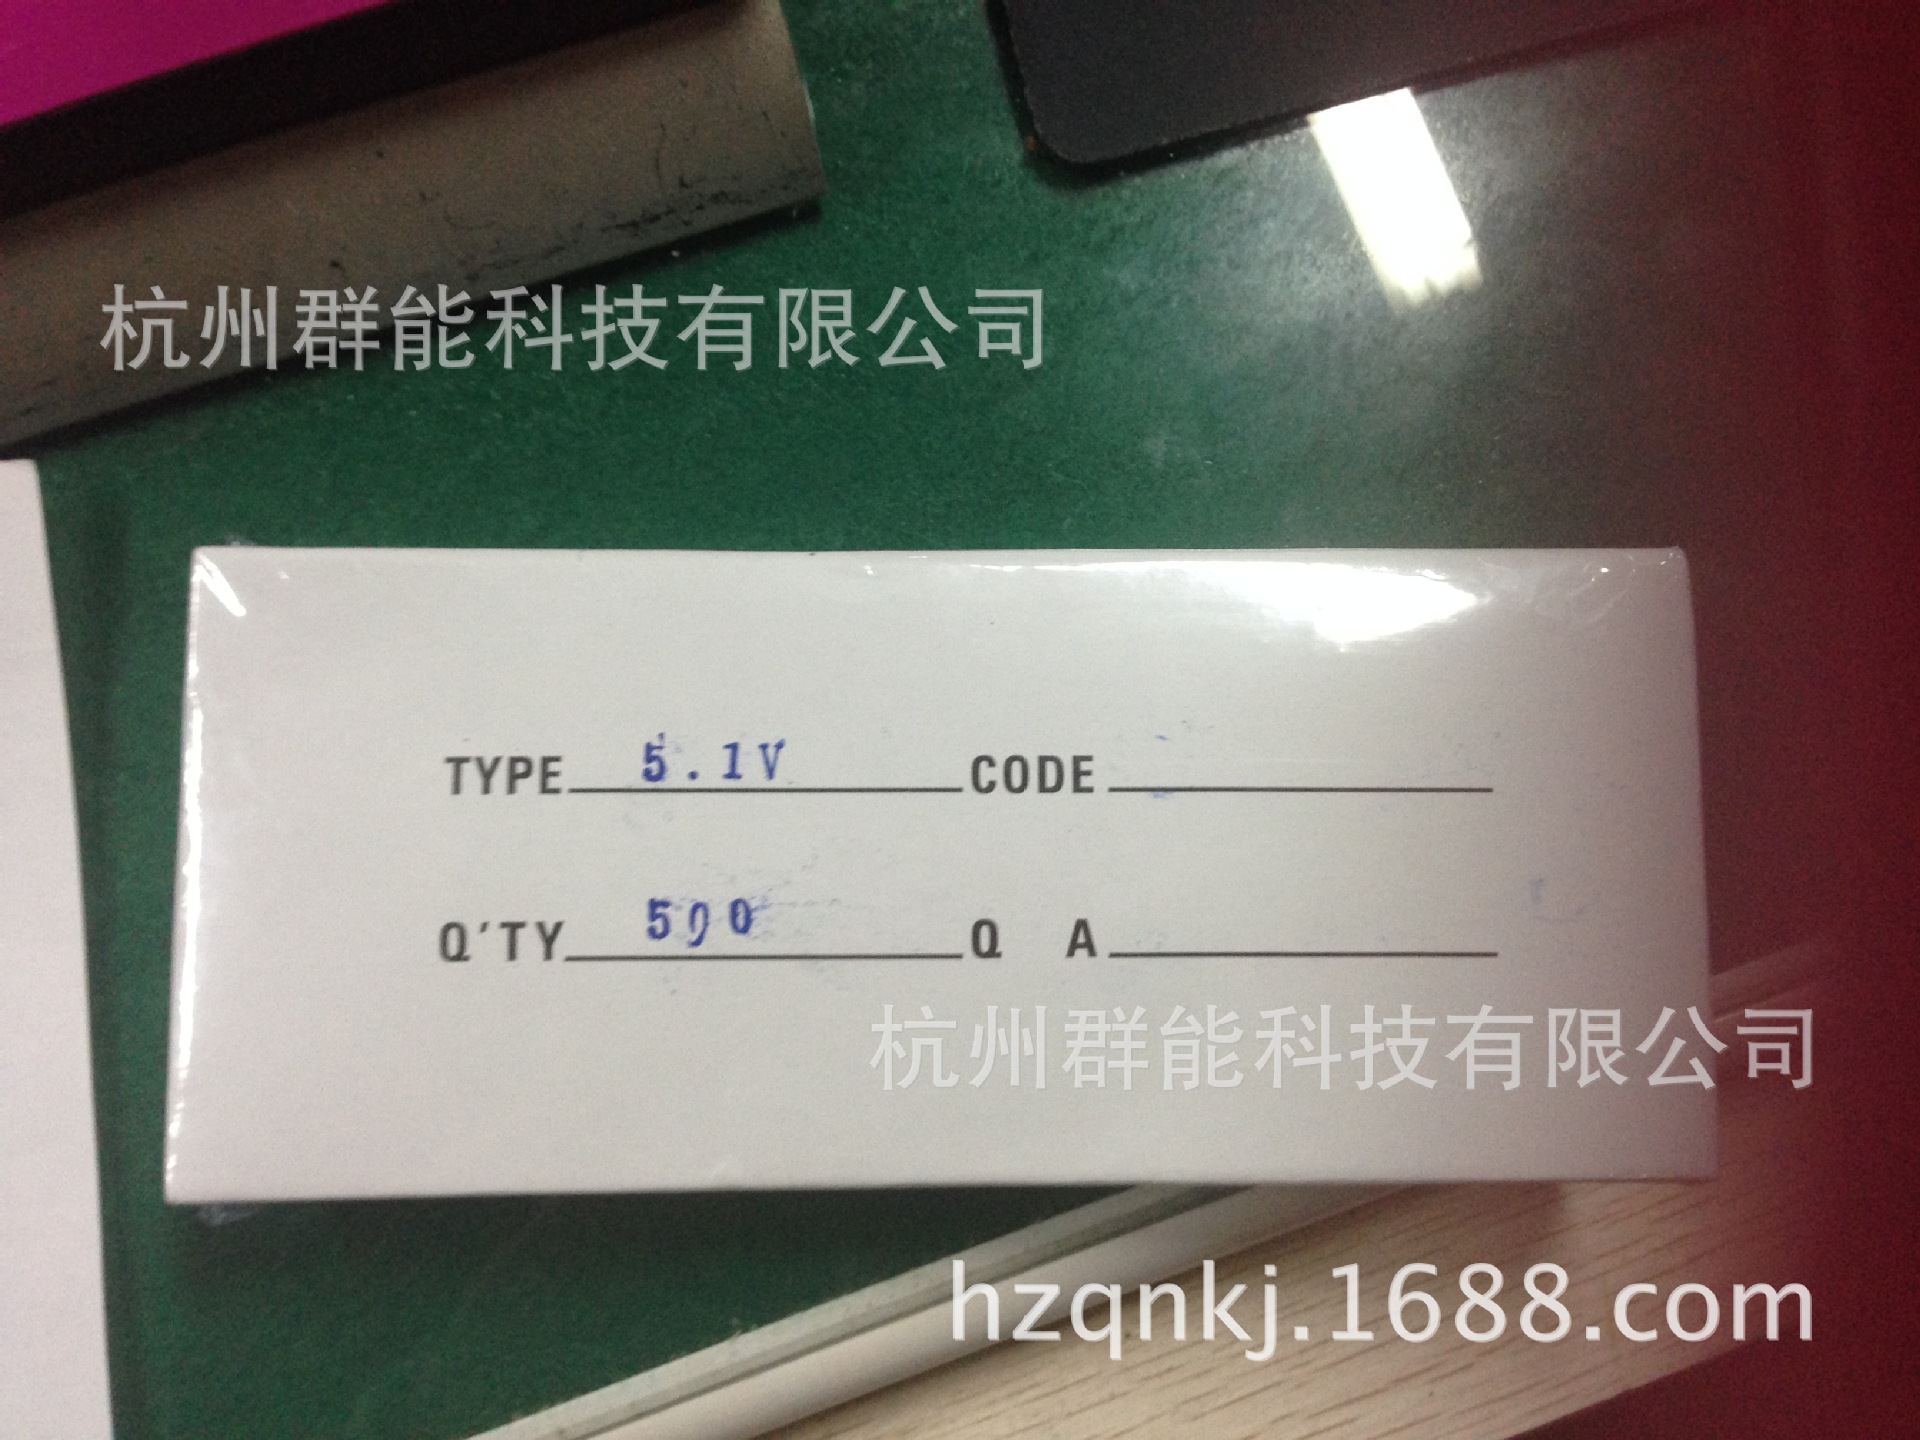 杭州群能科技有限公司
TYPE 5.1V CODE
Q'TY 500 Q A
杭州群能科技有限公司
hzqnkj.1688.com